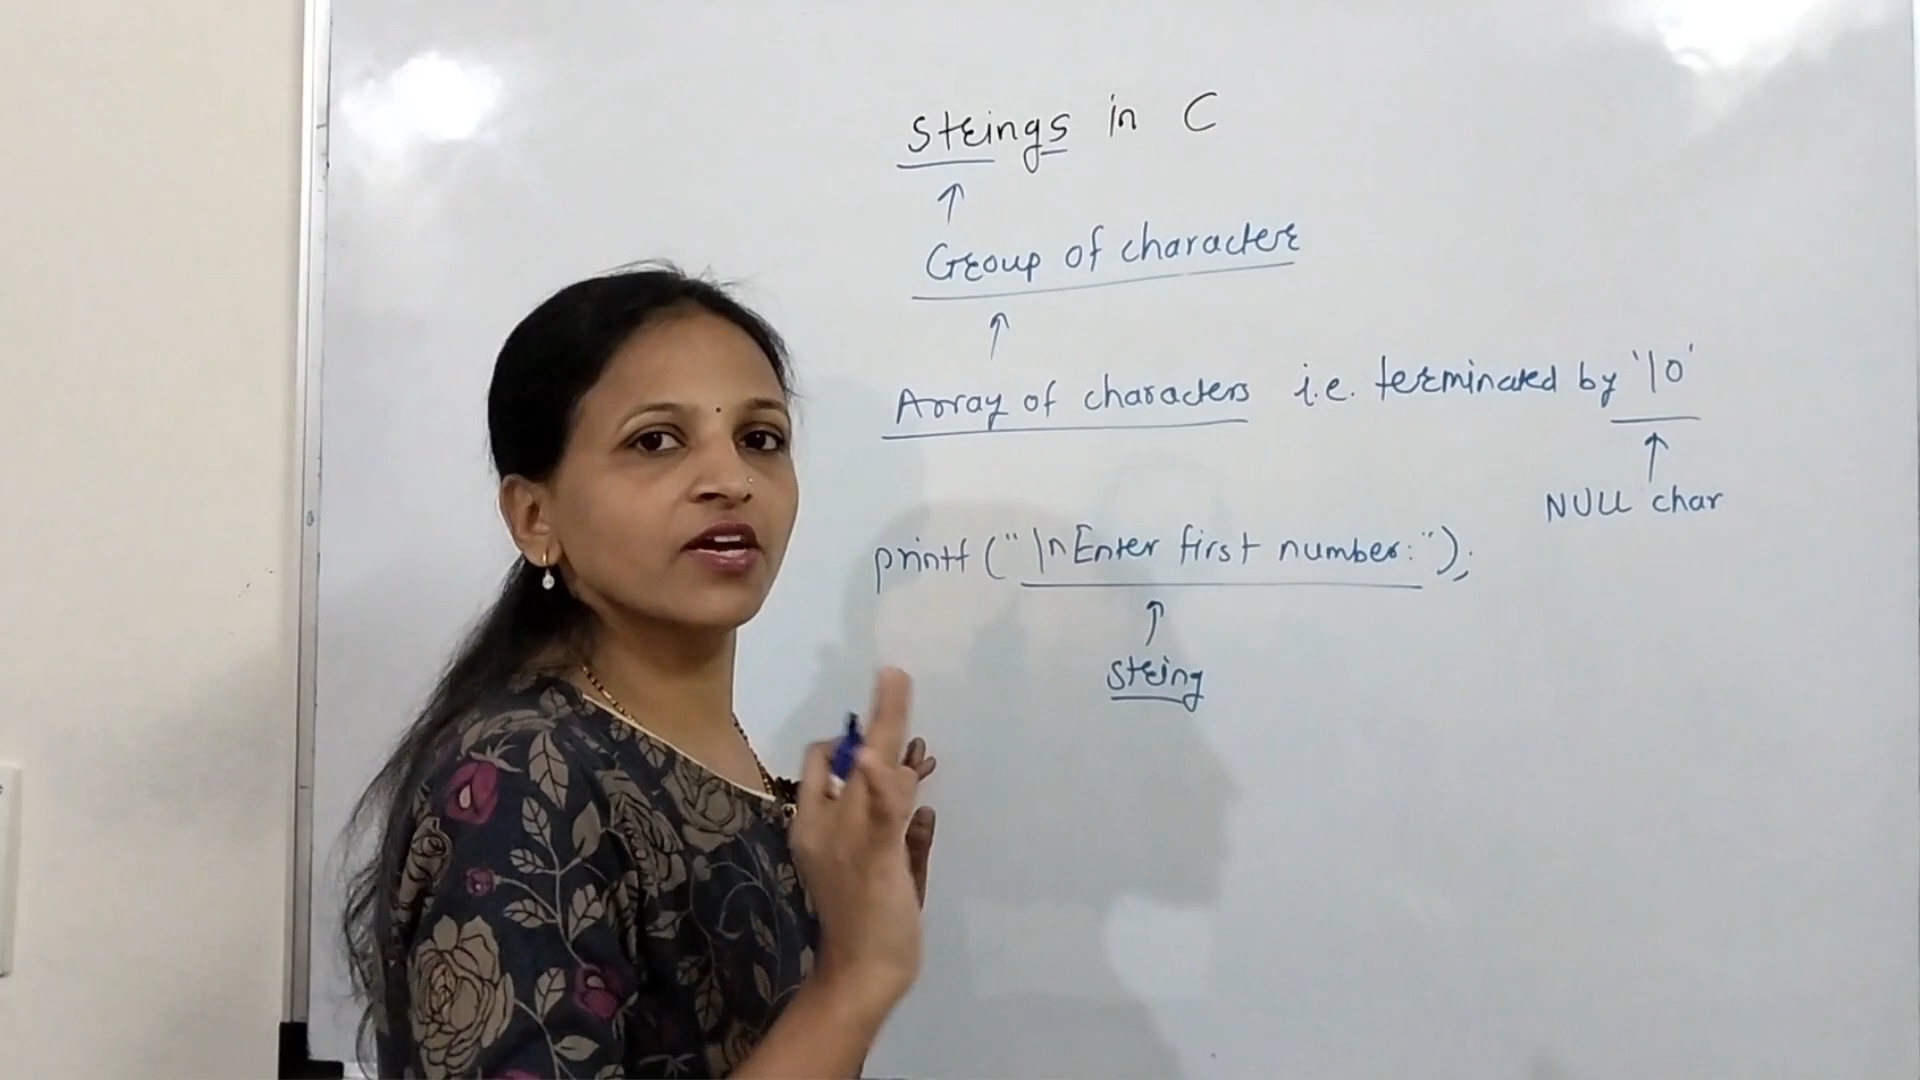 Strings in C
↑
Group of character
↑
Array of characters i.e. terminated by '\0'
↑
NULL char
printf ("\nEnter first number:");
↑
string